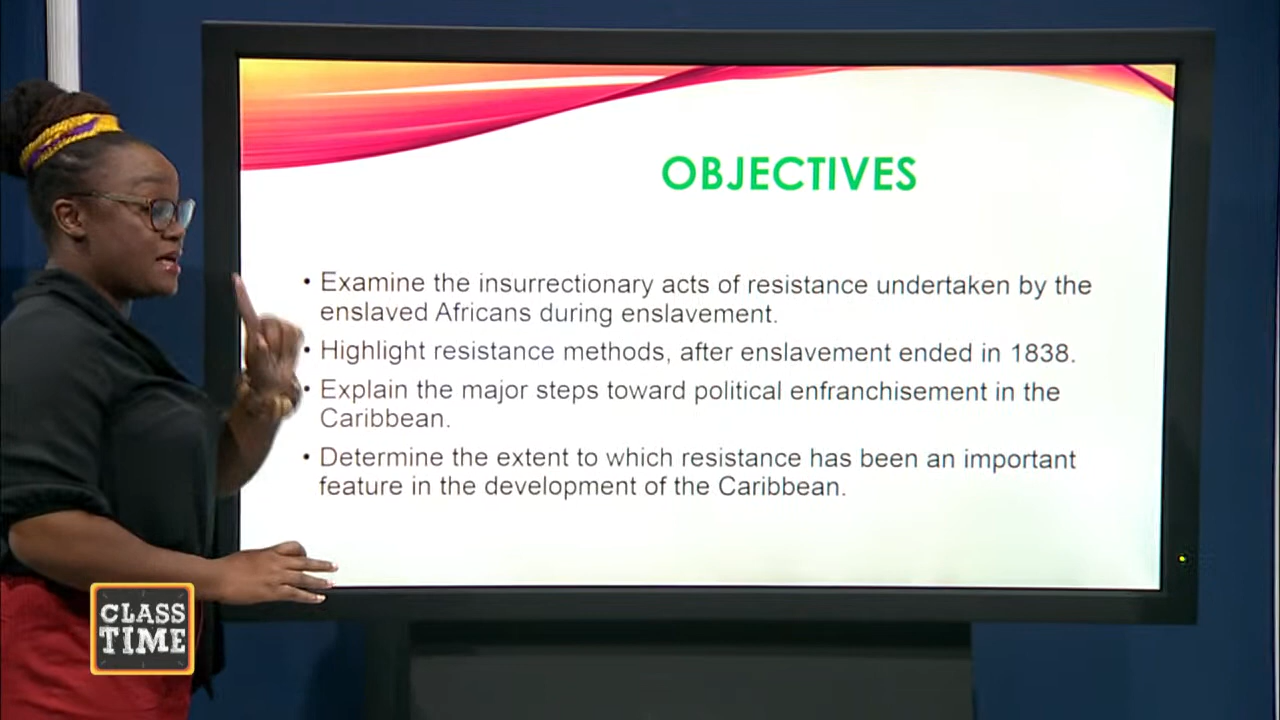 OBJECTIVES
• Examine the insurrectionary acts of resistance undertaken by the
enslaved Africans during enslavement.
• Highlight resistance methods, after enslavement ended in 1838.
• Explain the major steps toward political enfranchisement in the
Caribbean.
• Determine the extent to which resistance has been an important
feature in the development of the Caribbean.
CLASS
TIME